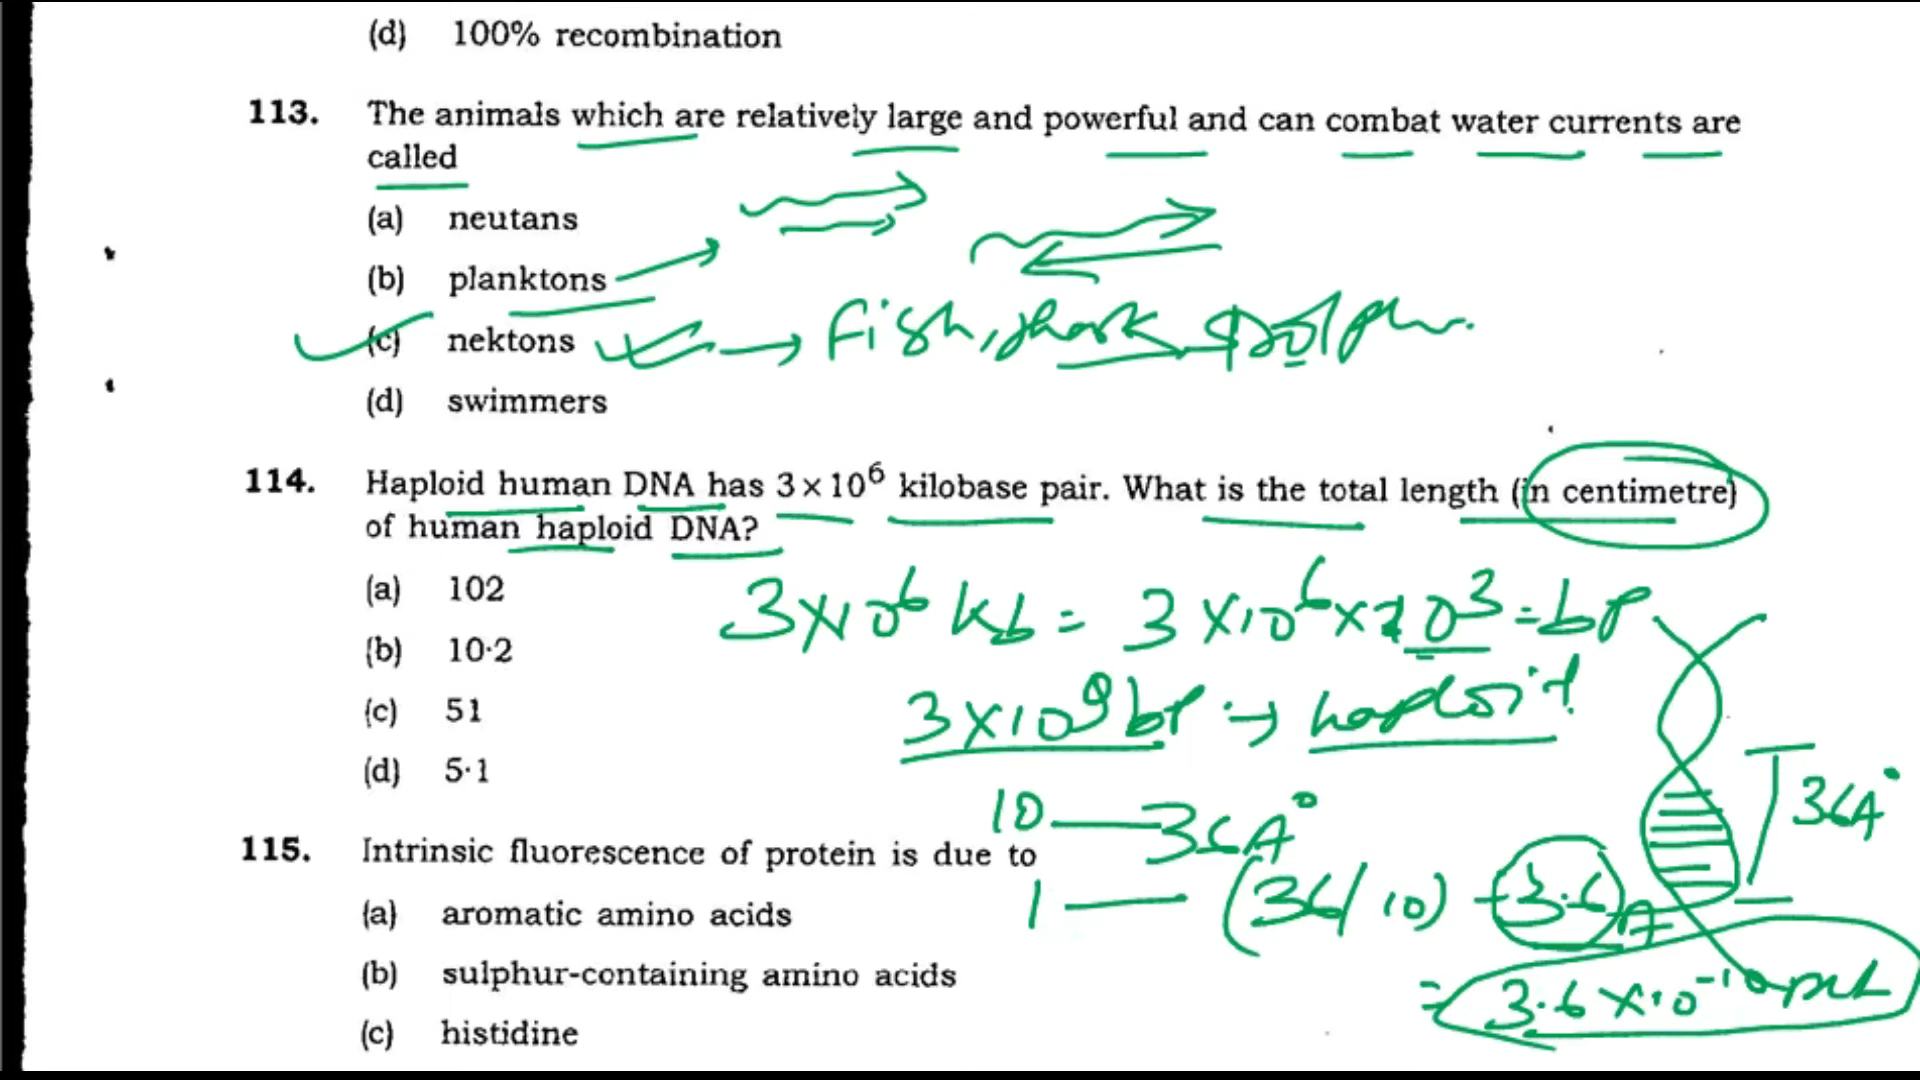 (d) 100% recombination
113. The animals which are relatively large and powerful and can combat water currents are
called
(a) neutans
(b) planktons
(c) nektons → Fish, shark,
(d) swimmers
114. Haploid human DNA has 3×10⁶ kilobase pair. What is the total length (in centimetre)
of human haploid DNA?
(a) 102
3×10⁶ kb = 3×10⁶×10³ = bp
(b) 10·2
(c) 51
3×10⁹ bp → haploid
(d) 5·1
36A°
10 — 36A°
115. Intrinsic fluorescence of protein is due to
1 — (36/10) 3.6A
(a) aromatic amino acids
(b) sulphur-containing amino acids
= 3.6×10⁻¹⁰
(c) histidine